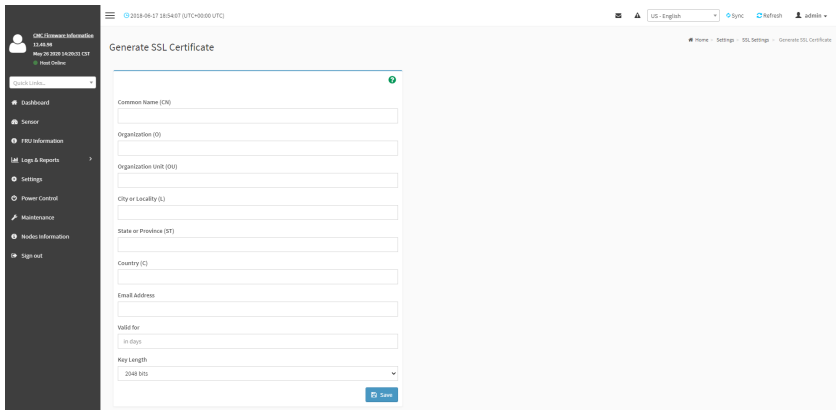 2018-06-17 18:54:07 (UTC+00:00 UTC)
US - English
Sync
Refresh
admin
CMC Firmware Information
12.40.98
May 26 2020 14:20:31 CST
Host Online
Quick Links...
Dashboard
Sensor
FRU Information
Logs & Reports
Settings
Power Control
Maintenance
Nodes Information
Sign out
Generate SSL Certificate
Home > Settings > SSL Settings > Generate SSL Certificate
Common Name (CN)
Organization (O)
Organization Unit (OU)
City or Locality (L)
State or Province (ST)
Country (C)
Email Address
Valid for
in days
Key Length
2048 bits
Save